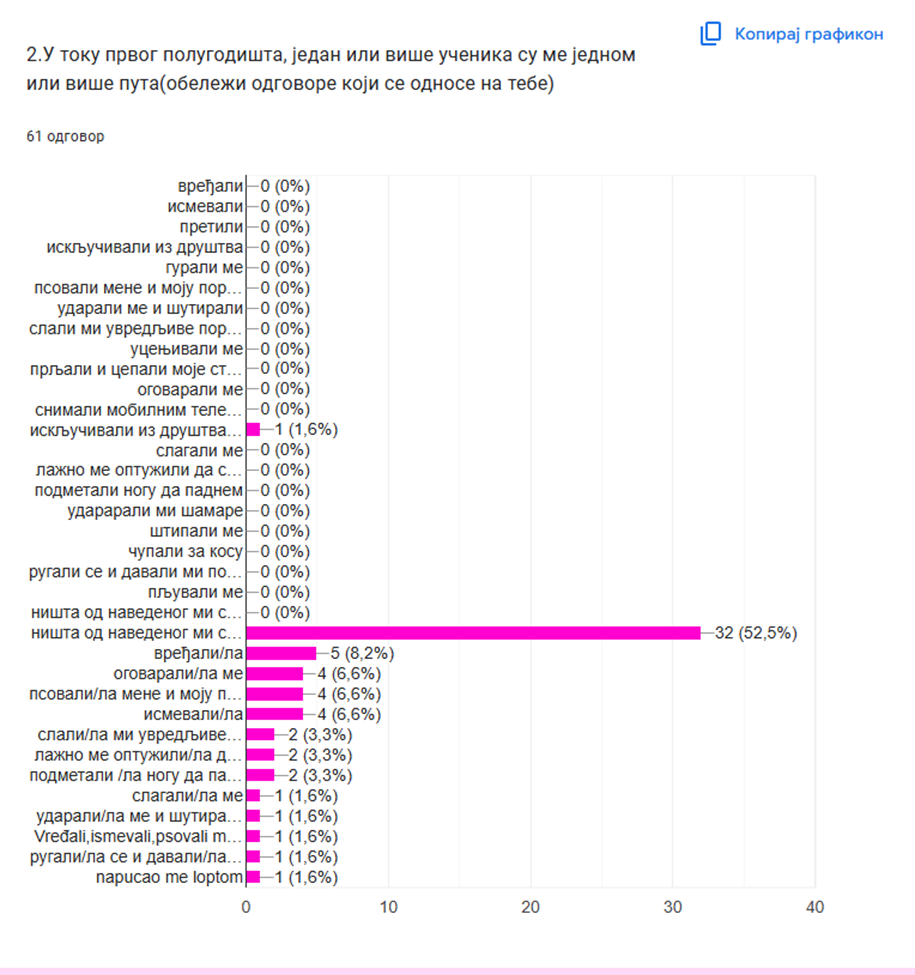 Копирај графикон
2.У току првог полугодишта, један или више ученика су ме једном
или више пута(обележи одговоре који се односе на тебе)
61 одговор
вређали 0 (0%)
исмевали 0 (0%)
претили 0 (0%)
искључивали из друштва 0 (0%)
гурали ме 0 (0%)
псовали мене и моју пор... 0 (0%)
ударали ме и шутирали 0 (0%)
слали ми увредљиве пор... 0 (0%)
уцењивали ме 0 (0%)
прљали и цепали моје ст... 0 (0%)
оговарали ме 0 (0%)
снимали мобилним теле... 0 (0%)
искључивали из друштва... 1 (1,6%)
слагали ме 0 (0%)
лажно ме оптужили да с... 0 (0%)
подметали ногу да паднем 0 (0%)
ударарали ми шамаре 0 (0%)
штипали ме 0 (0%)
чупали за косу 0 (0%)
ругали се и давали ми по... 0 (0%)
пљували ме 0 (0%)
ништа од наведеног ми с... 0 (0%)
ништа од наведеног ми с... 32 (52,5%)
вређали/ла 5 (8,2%)
оговарали/ла ме 4 (6,6%)
псовали/ла мене и моју п... 4 (6,6%)
исмевали/ла 4 (6,6%)
слали/ла ми увредљиве... 2 (3,3%)
лажно ме оптужили/ла д... 2 (3,3%)
подметали /ла ногу да па... 2 (3,3%)
слагали/ла ме 1 (1,6%)
ударали/ла ме и шутира... 1 (1,6%)
Vređali,ismevali,psovali m... 1 (1,6%)
ругали/ла се и давали/ла... 1 (1,6%)
napucao me loptom 1 (1,6%)
0 10 20 30 40